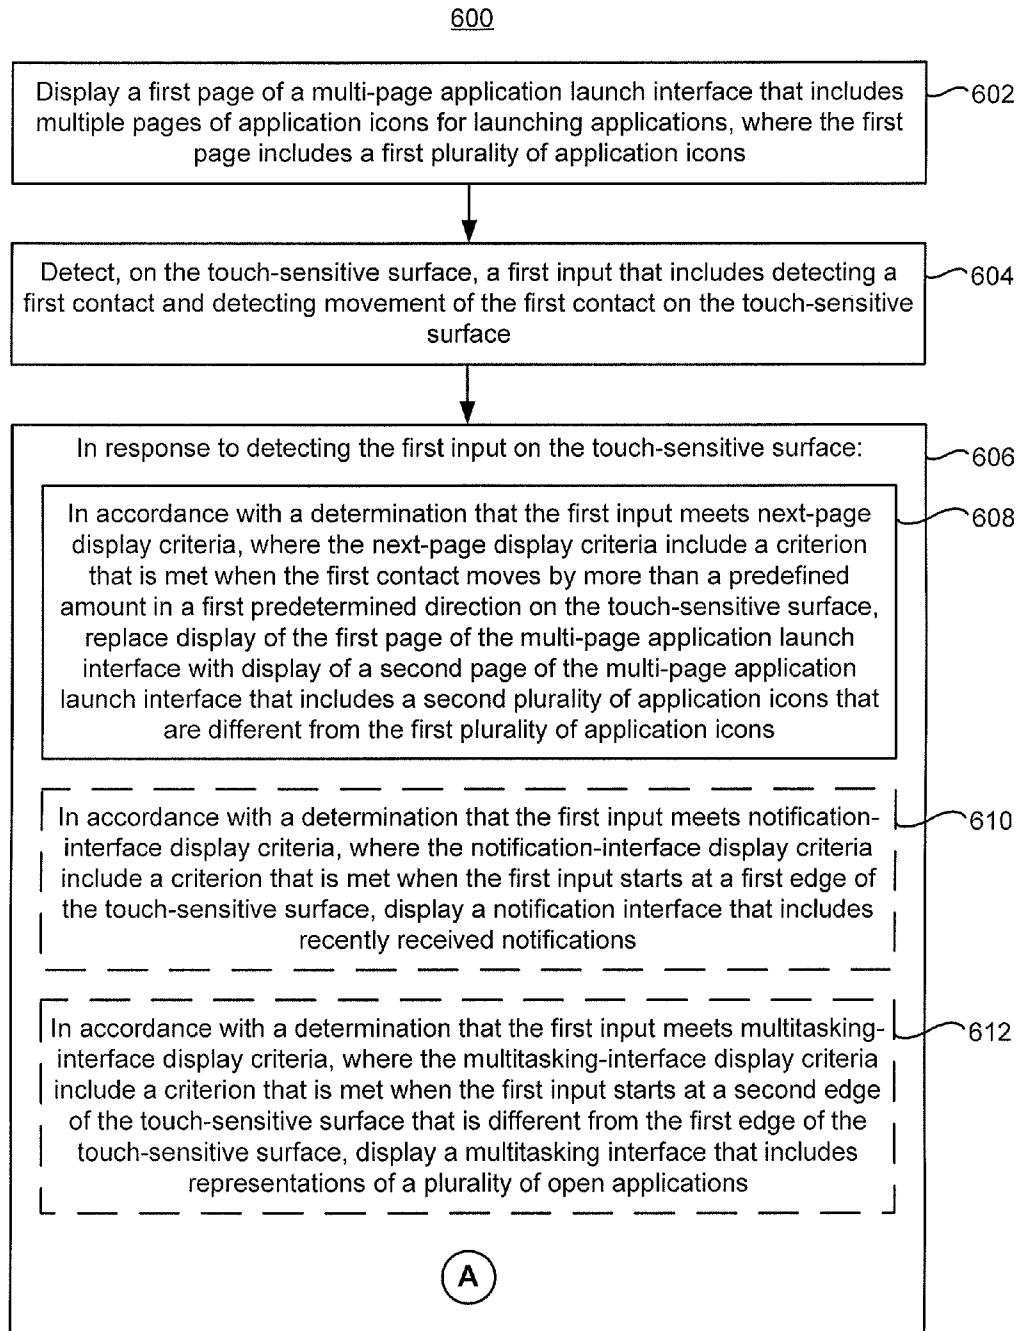 600
Display a first page of a multi-page application launch interface that includes
multiple pages of application icons for launching applications, where the first
page includes a first plurality of application icons
602
Detect, on the touch-sensitive surface, a first input that includes detecting a
first contact and detecting movement of the first contact on the touch-sensitive
surface
604
In response to detecting the first input on the touch-sensitive surface:
606
In accordance with a determination that the first input meets next-page
display criteria, where the next-page display criteria include a criterion
that is met when the first contact moves by more than a predefined
amount in a first predetermined direction on the touch-sensitive surface,
replace display of the first page of the multi-page application launch
interface with display of a second page of the multi-page application
launch interface that includes a second plurality of application icons that
are different from the first plurality of application icons
608
In accordance with a determination that the first input meets notification-
interface display criteria, where the notification-interface display criteria
include a criterion that is met when the first input starts at a first edge of
the touch-sensitive surface, display a notification interface that includes
recently received notifications
610
In accordance with a determination that the first input meets multitasking-
interface display criteria, where the multitasking-interface display criteria
include a criterion that is met when the first input starts at a second edge
of the touch-sensitive surface that is different from the first edge of the
touch-sensitive surface, display a multitasking interface that includes
representations of a plurality of open applications
612
A